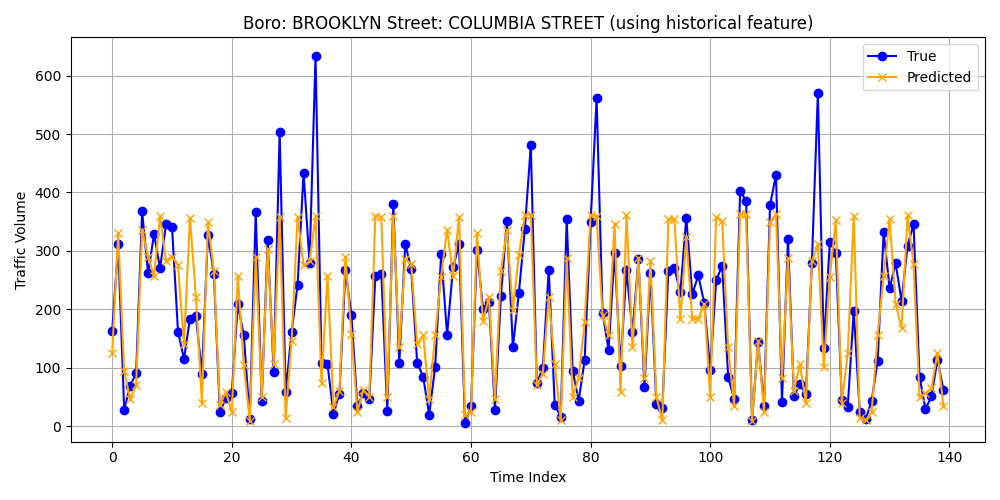 Boro: BROOKLYN Street: COLUMBIA STREET (using historical feature)
True
Predicted
Traffic Volume
600
500
400
300
200
100
0
0 20 40 60 80 100 120 140
Time Index